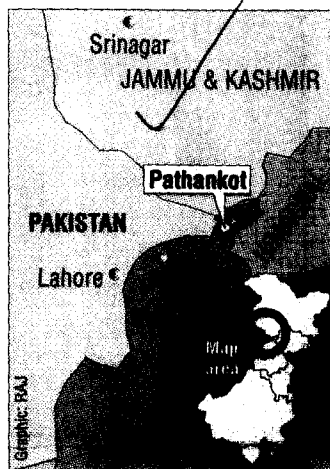 Srinagar
JAMMU & KASHMIR
Pathankot
PAKISTAN
Lahore
Map
area
Graphic: RAJ